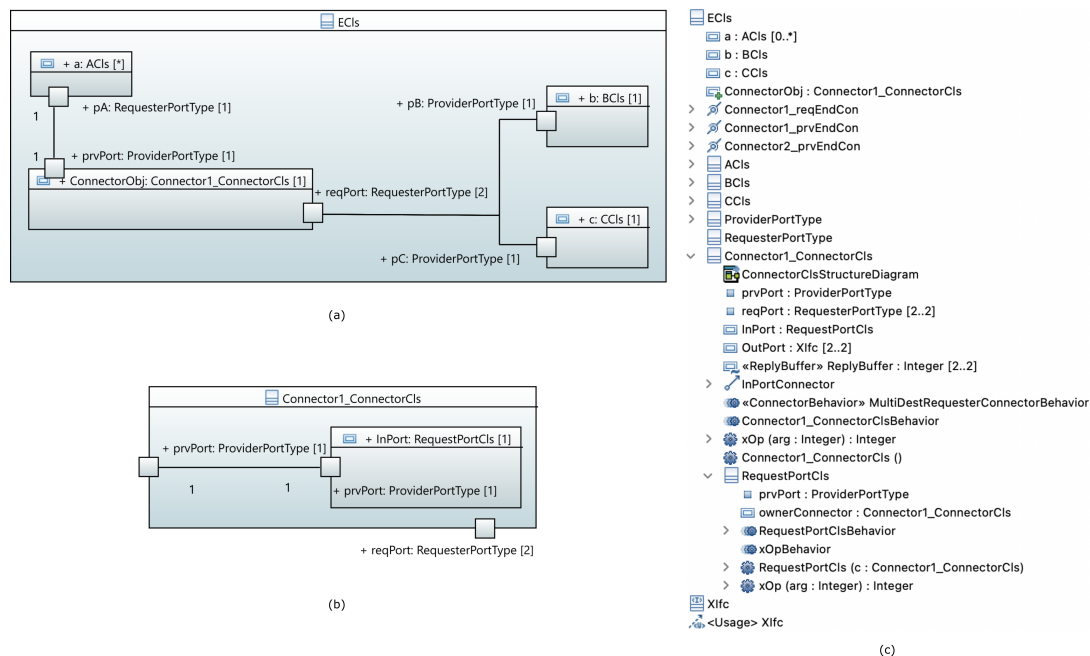 ECls
+ a: ACls [*]
+ pA: RequesterPortType [1]
1
1
+ prvPort: ProviderPortType [1]
+ ConnectorObj: Connector1_ConnectorCls [1]
+ reqPort: RequesterPortType [2]
+ pB: ProviderPortType [1]
+ b: BCls [1]
+ c: CCls [1]
+ pC: ProviderPortType [1]
(a)
Connector1_ConnectorCls
+ InPort: RequestPortCls [1]
+ prvPort: ProviderPortType [1]
1
1
+ prvPort: ProviderPortType [1]
+ reqPort: RequesterPortType [2]
(b)
ECls
a : ACls [0..*]
b : BCls
c : CCls
ConnectorObj : Connector1_ConnectorCls
Connector1_reqEndCon
Connector1_prvEndCon
Connector2_prvEndCon
ACls
BCls
CCls
ProviderPortType
RequesterPortType
Connector1_ConnectorCls
ConnectorClsStructureDiagram
prvPort : ProviderPortType
reqPort : RequesterPortType [2..2]
InPort : RequestPortCls
OutPort : XIfc [2..2]
«ReplyBuffer» ReplyBuffer : Integer [2..2]
InPortConnector
«ConnectorBehavior» MultiDestRequesterConnectorBehavior
Connector1_ConnectorClsBehavior
xOp (arg : Integer) : Integer
Connector1_ConnectorCls ()
RequestPortCls
prvPort : ProviderPortType
ownerConnector : Connector1_ConnectorCls
RequestPortClsBehavior
xOpBehavior
RequestPortCls (c : Connector1_ConnectorCls)
xOp (arg : Integer) : Integer
XIfc
<Usage> XIfc
(c)